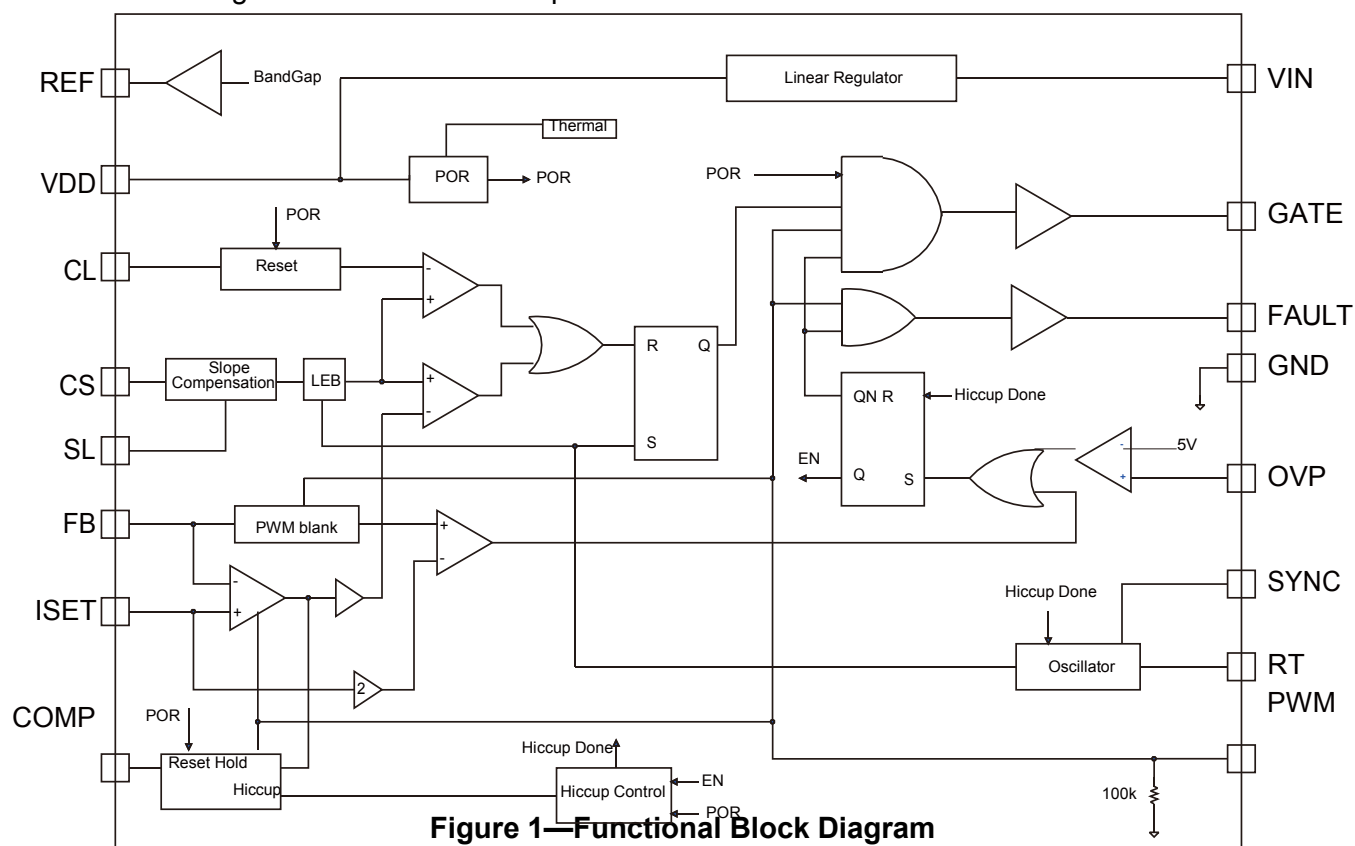 REF
BandGap
Linear Regulator
VIN
Thermal
VDD
POR
POR
POR
GATE
POR
CL
Reset
-
+
FAULT
R
Q
GND
CS
Slope
Compensation
LEB
+
-
QN R
Hiccup Done
SL
S
EN
-
5V
Q
S
+
OVP
FB
PWM blank
+
-
SYNC
-
Hiccup Done
ISET
+
Oscillator
RT
2
PWM
COMP
POR
Reset Hold
Hiccup Done
Hiccup
Hiccup Control
EN
POR
100k
Figure 1—Functional Block Diagram